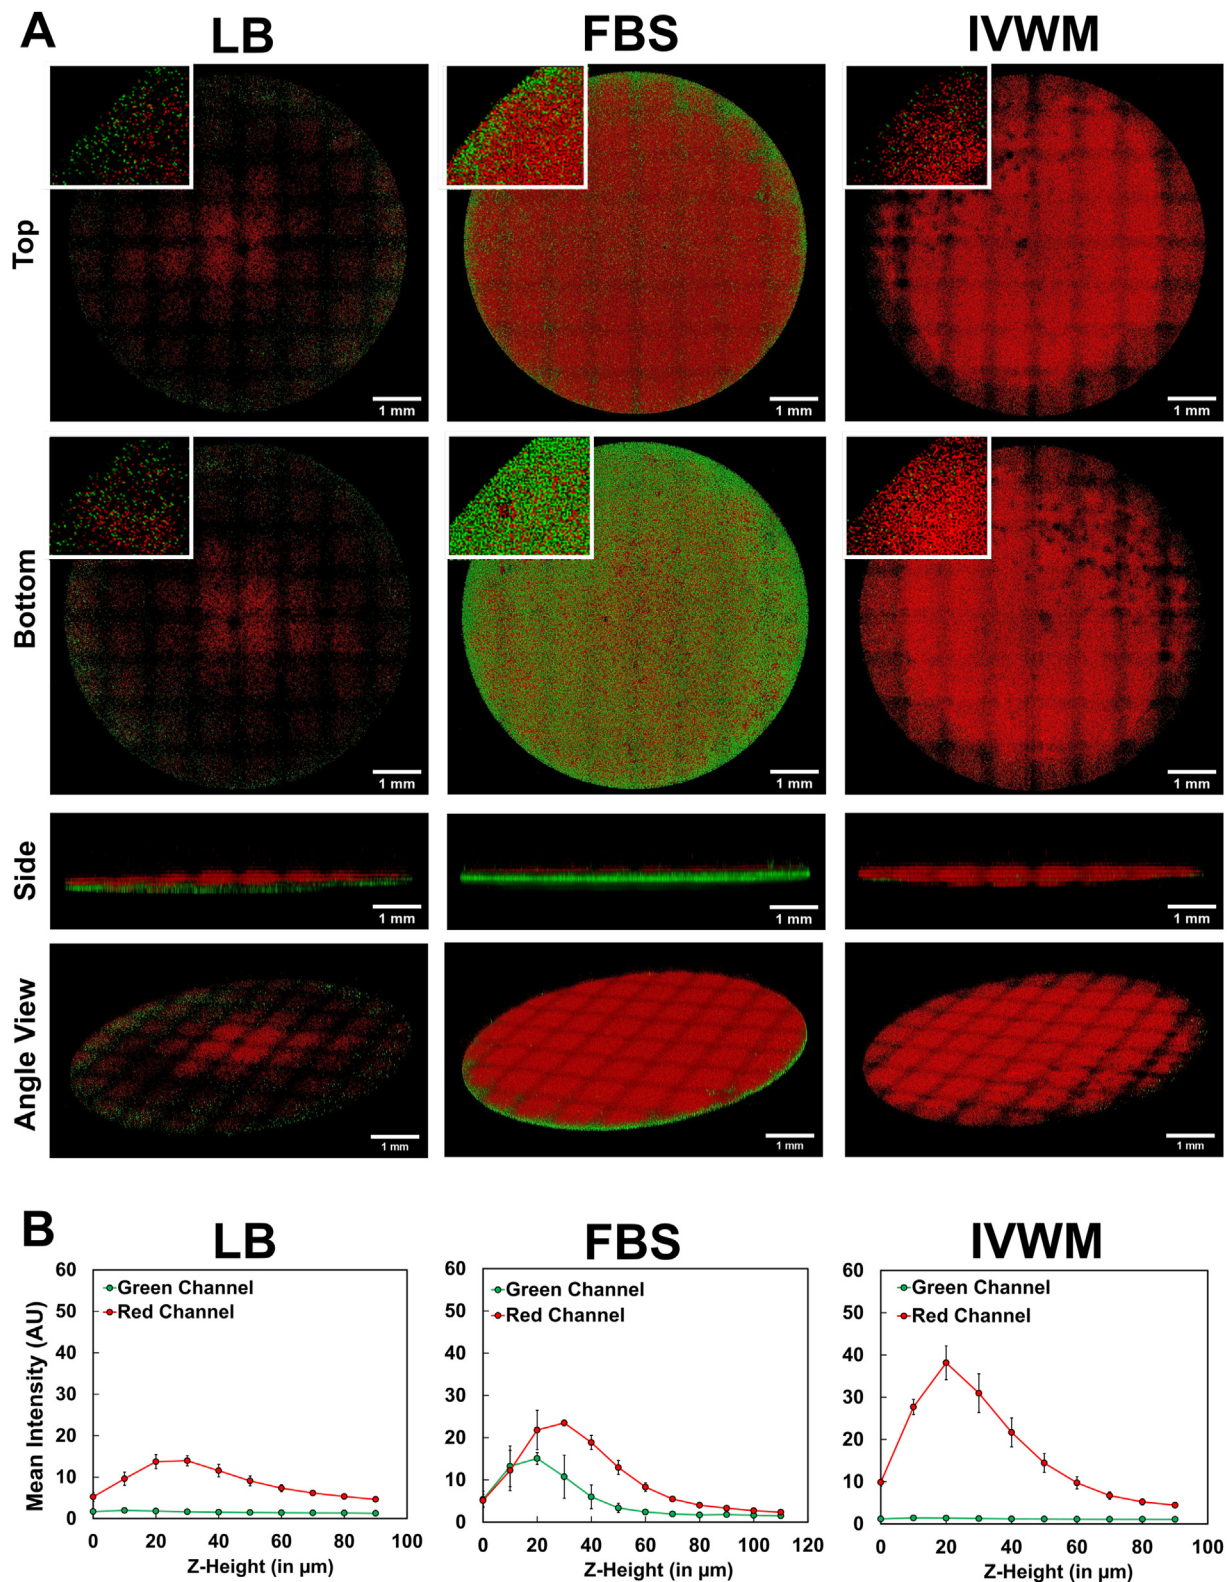 A
LB FBS IVWM
Top
1 mm 1 mm 1 mm
Bottom
1 mm 1 mm 1 mm
Side
1 mm 1 mm 1 mm
Angle View
1 mm 1 mm 1 mm
B
LB FBS IVWM
Mean Intensity (AU)
60
50
40
30
20
10
0
Green Channel
Red Channel
0 20 40 60 80 100
Z-Height (in µm)
60
50
40
30
20
10
0
Green Channel
Red Channel
0 20 40 60 80 100 120
Z-Height (in µm)
60
50
40
30
20
10
0
Green Channel
Red Channel
0 20 40 60 80 100
Z-Height (in µm)